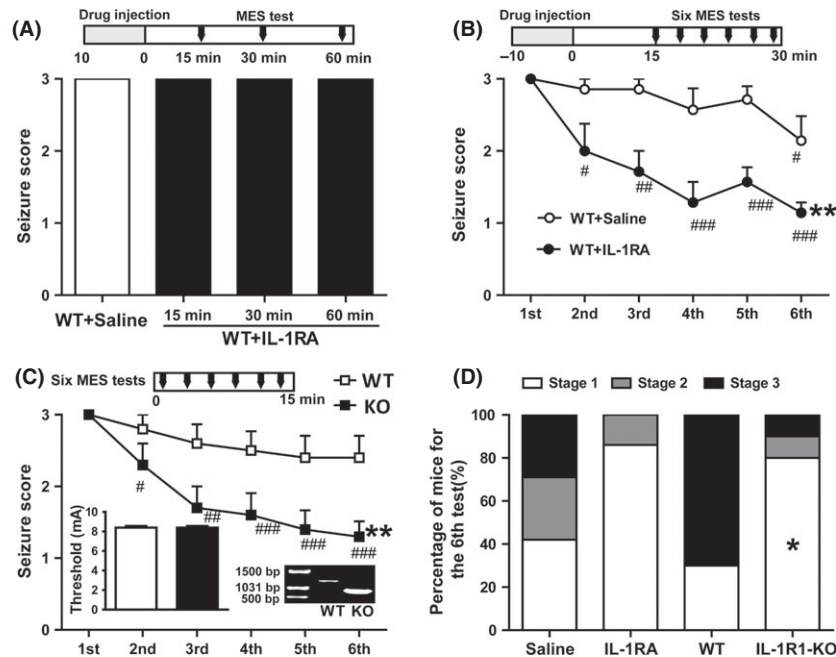 (A)
Drug injection MES test
10 0 15 min 30 min 60 min
Seizure score
3
2
1
0
WT+Saline 15 min 30 min 60 min
WT+IL-1RA
(B)
Drug injection Six MES tests
–10 0 15 30 min
Seizure score
3
2
1
0
#
##
###
###
#
**
###
WT+Saline
WT+IL-1RA
1st 2nd 3rd 4th 5th 6th
(C)
Six MES tests
0 15 min
WT
KO
Seizure score
3
2
1
0
#
##
###
###
**
###
Threshold (mA)
10
8
6
4
2
0
1500 bp
1031 bp
500 bp
WT KO
1st 2nd 3rd 4th 5th 6th
(D)
Stage 1 Stage 2 Stage 3
Percentage of mice for
the 6th test(%)
100
80
60
40
20
0
*
Saline IL-1RA WT IL-1R1-KO